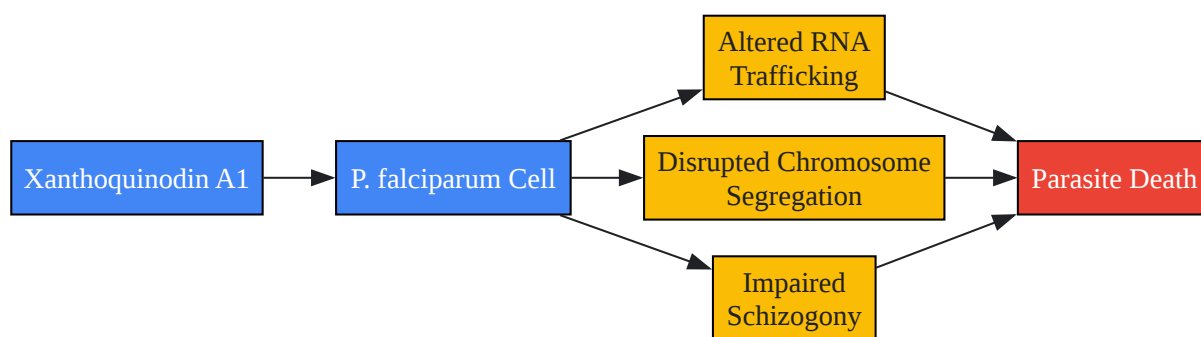 Xanthoquinodin A1
P. falciparum Cell
Altered RNA
Trafficking
Disrupted Chromosome
Segregation
Impaired
Schizogony
Parasite Death